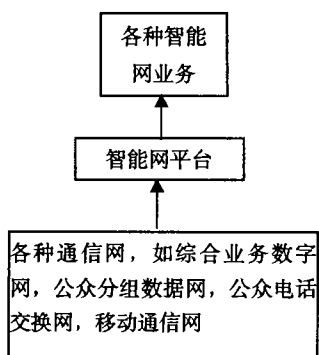 各种智能
网业务
智能网平台
各种通信网，如综合业务数字
网，公众分组数据网，公众电话
交换网，移动通信网